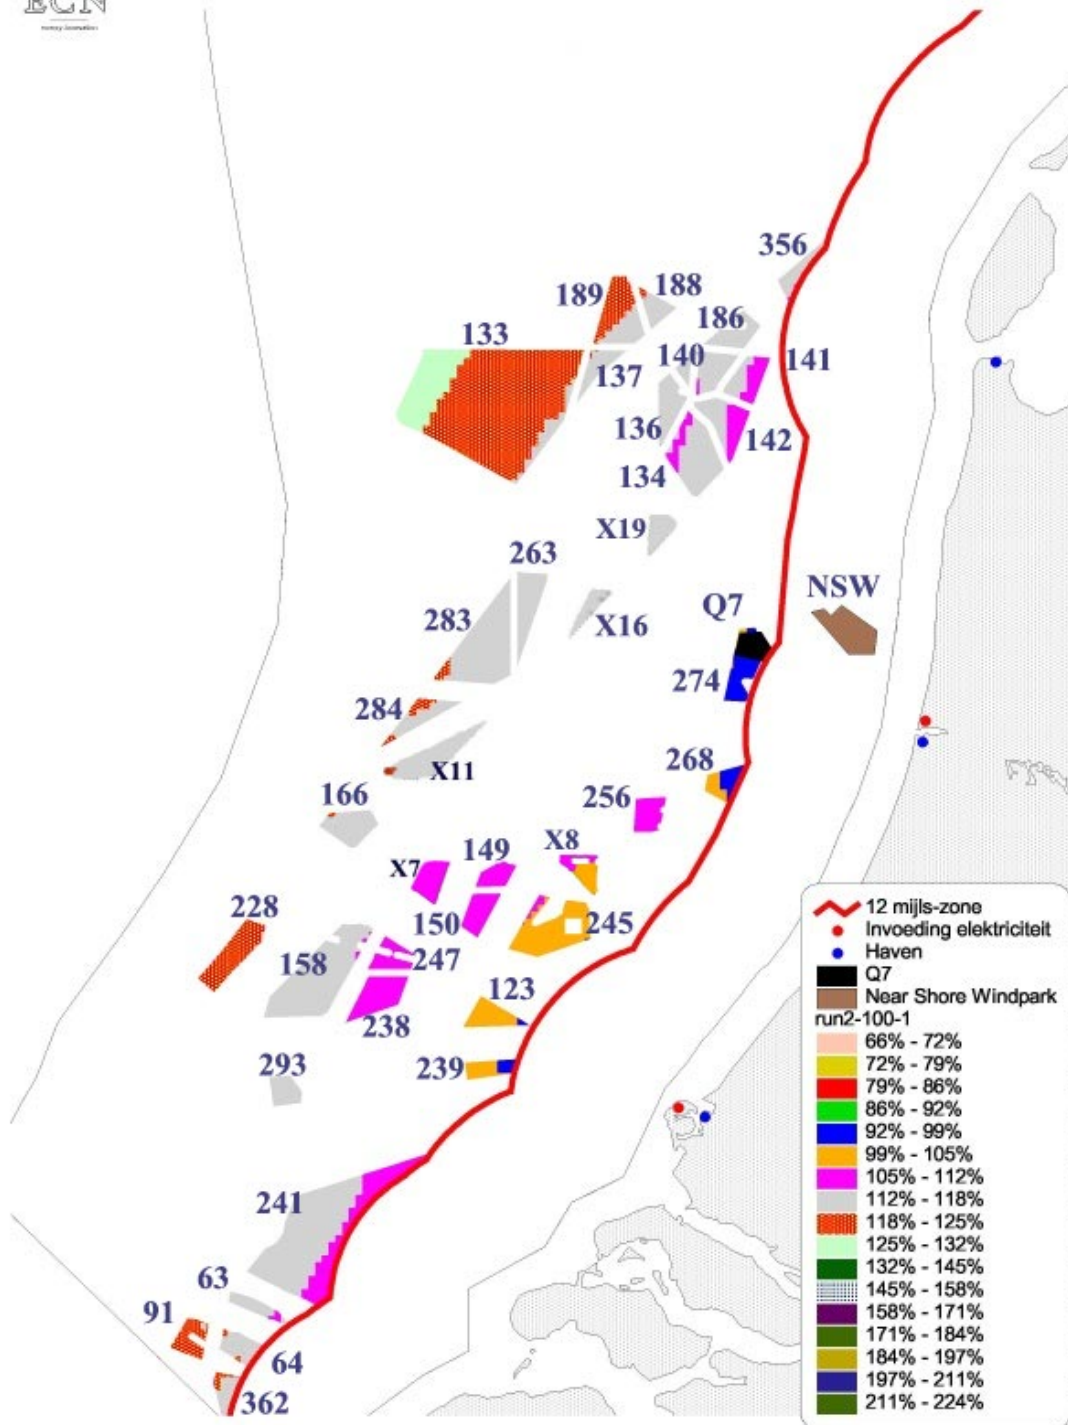 ECN
356
189
188
133
186
140
141
137
136
142
134
X19
263
NSW
Q7
283
X16
274
284
268
X11
256
166
X8
149
X7
228
150
245
247
158
123
238
293
239
241
63
91
64
362
12 mijls-zone
Invoeding elektriciteit
Haven
Q7
Near Shore Windpark
run2-100-1
66% - 72%
72% - 79%
79% - 86%
86% - 92%
92% - 99%
99% - 105%
105% - 112%
112% - 118%
118% - 125%
125% - 132%
132% - 145%
145% - 158%
158% - 171%
171% - 184%
184% - 197%
197% - 211%
211% - 224%